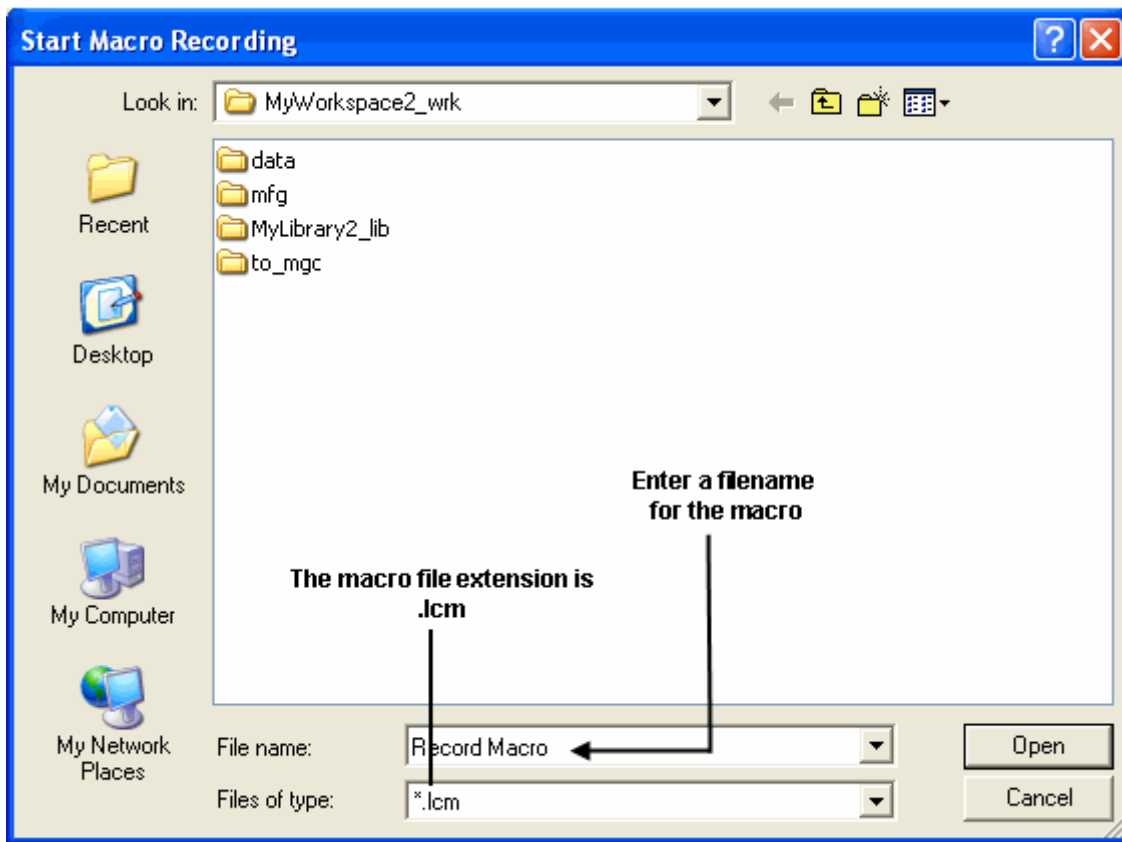 Start Macro Recording
Look in:
MyWorkspace2_wrk
Recent
Desktop
My Documents
My Computer
My Network
Places
data
mfg
MyLibrary2_lib
to_mgc
Enter a filename
for the macro
The macro file extension is
.lcm
File name:
Record Macro
Open
Files of type:
*.lcm
Cancel